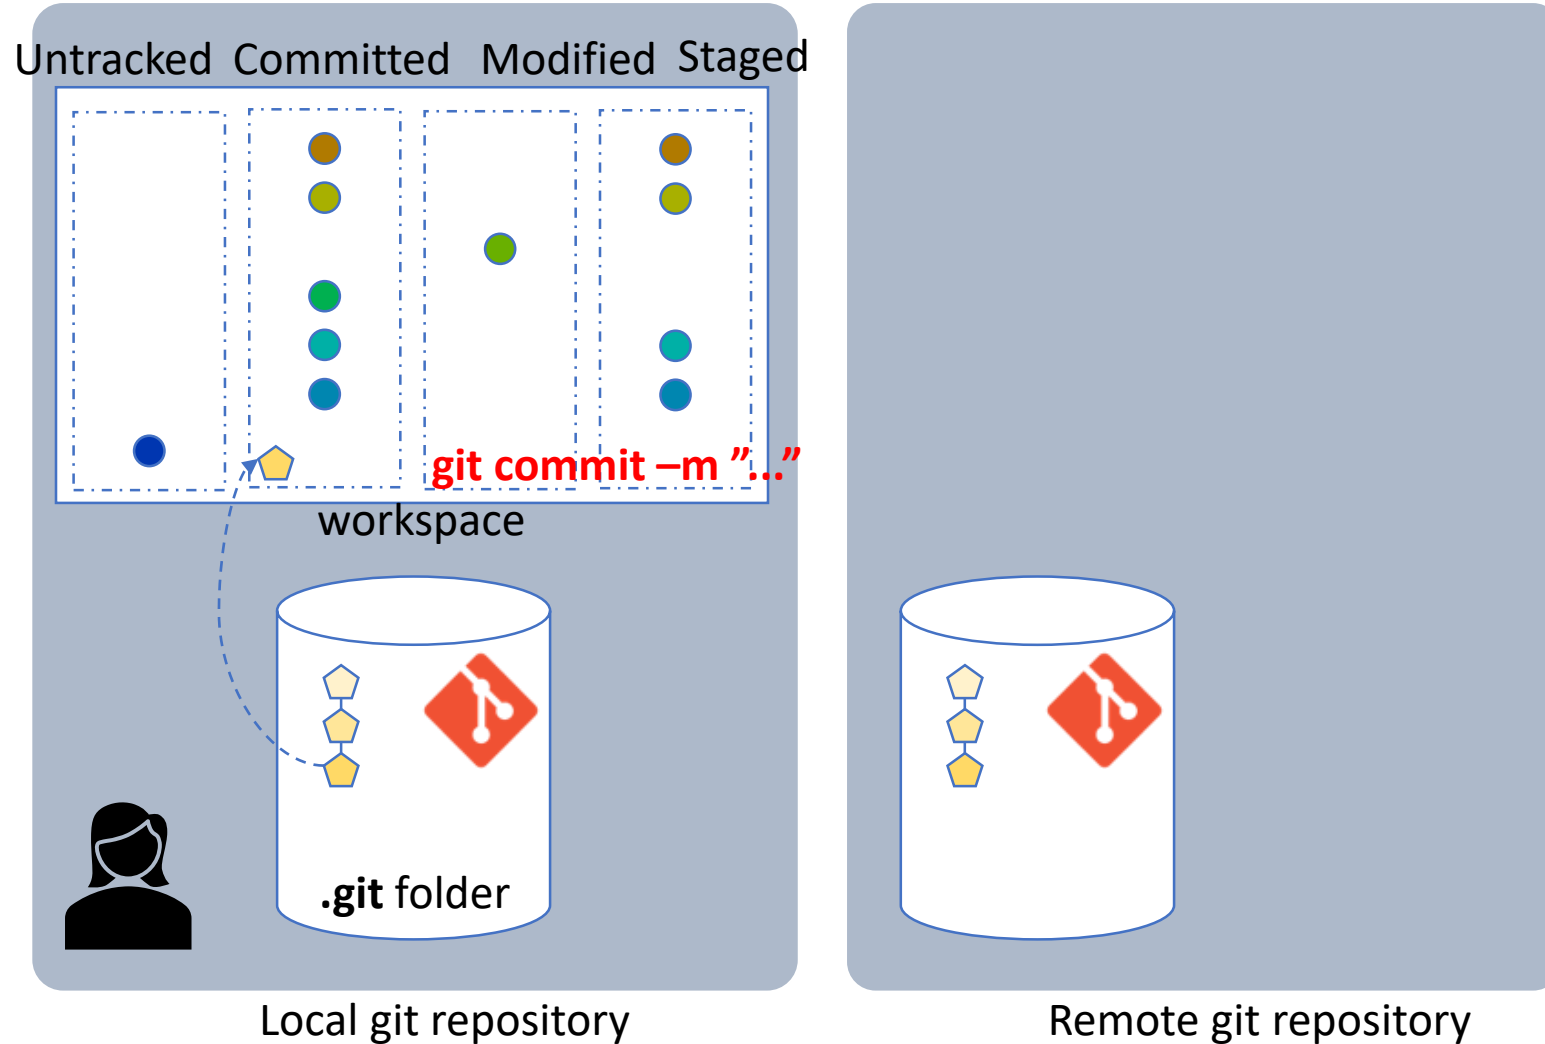 Untracked Committed Modified Staged
git commit –m ”...”
workspace
.git folder
Local git repository
Remote git repository